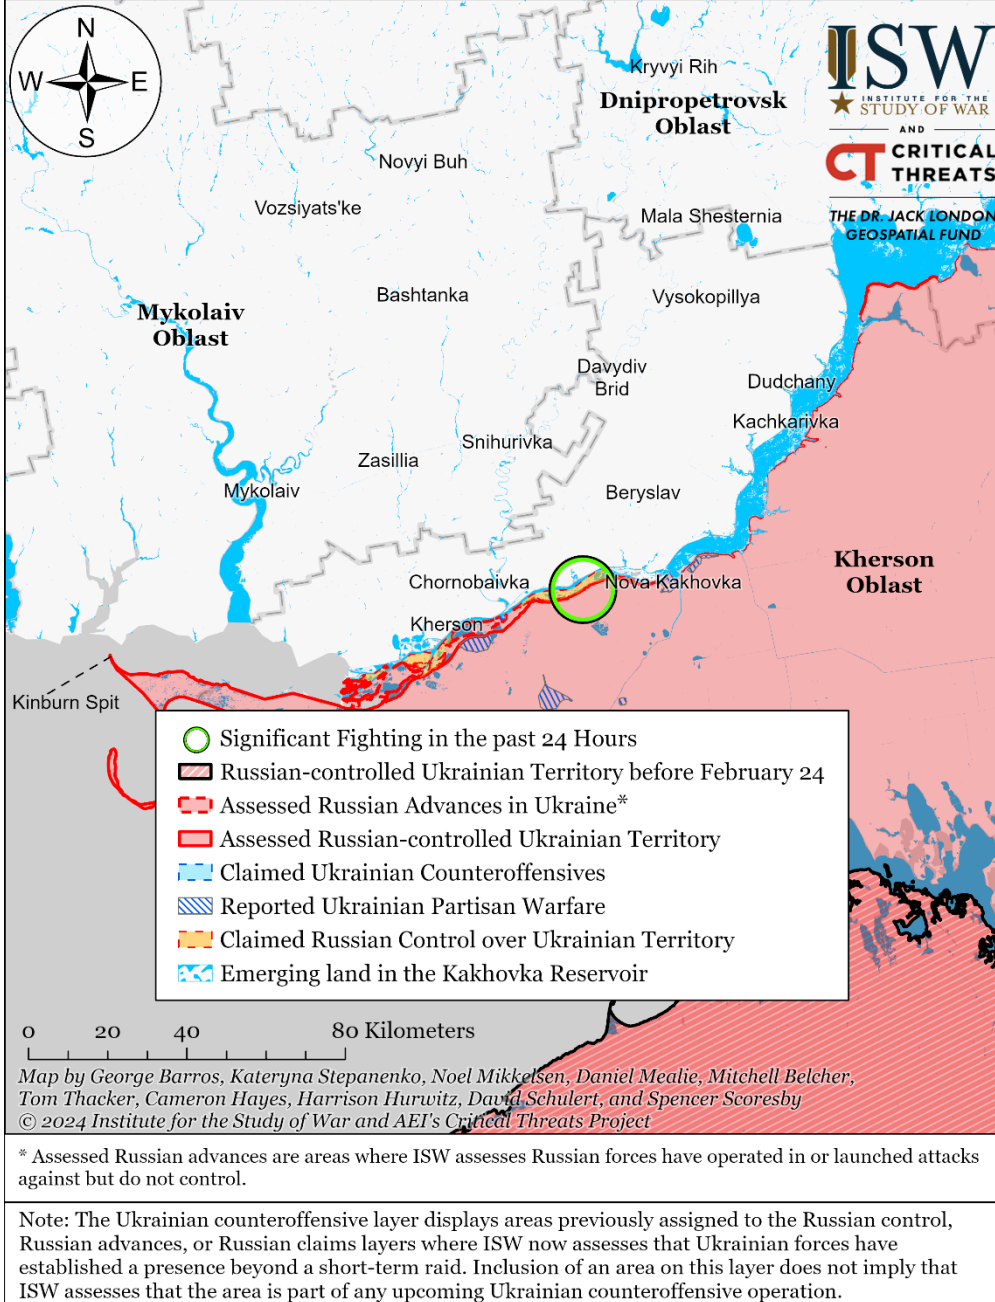 N
W E
S
ISW
INSTITUTE FOR THE
STUDY OF WAR
AND
CT CRITICAL
THREATS
THE DR. JACK LONDON
GEOSPATIAL FUND
Kryvyi Rih
Dnipropetrovsk
Oblast
Novyi Buh
Vozsiyats'ke
Mala Shesternia
Bashtanka
Vysokopillya
Mykolaiv
Oblast
Davydiv
Brid
Dudchany
Kachkarivka
Snihurivka
Zasillia
Mykolaiv
Beryslav
Kherson
Oblast
Chornobaivka
Nova Kakhovka
Kherson
Kinburn Spit
Significant Fighting in the past 24 Hours
Russian-controlled Ukrainian Territory before February 24
Assessed Russian Advances in Ukraine*
Assessed Russian-controlled Ukrainian Territory
Claimed Ukrainian Counteroffensives
Reported Ukrainian Partisan Warfare
Claimed Russian Control over Ukrainian Territory
Emerging land in the Kakhovka Reservoir
0 20 40 80 Kilometers
Map by George Barros, Kateryna Stepanenko, Noel Mikkelsen, Daniel Mealie, Mitchell Belcher,
Tom Thacker, Cameron Hayes, Harrison Hurwitz, David Schulert, and Spencer Scoresby
© 2024 Institute for the Study of War and AEI's Critical Threats Project
* Assessed Russian advances are areas where ISW assesses Russian forces have operated in or launched attacks
against but do not control.
Note: The Ukrainian counteroffensive layer displays areas previously assigned to the Russian control,
Russian advances, or Russian claims layers where ISW now assesses that Ukrainian forces have
established a presence beyond a short-term raid. Inclusion of an area on this layer does not imply that
ISW assesses that the area is part of any upcoming Ukrainian counteroffensive operation.